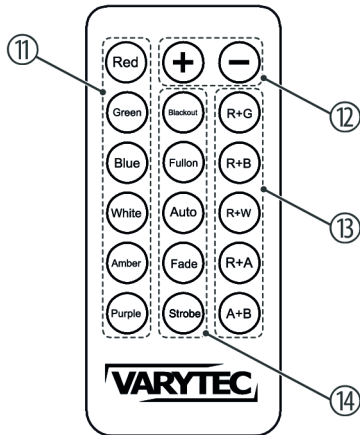 ⑪
Red + −
Green Blackout R+G
⑫
Blue Fullon R+B
White Auto R+W
⑬
Amber Fade R+A
Purple Strobe A+B
VARYTEC
⑭